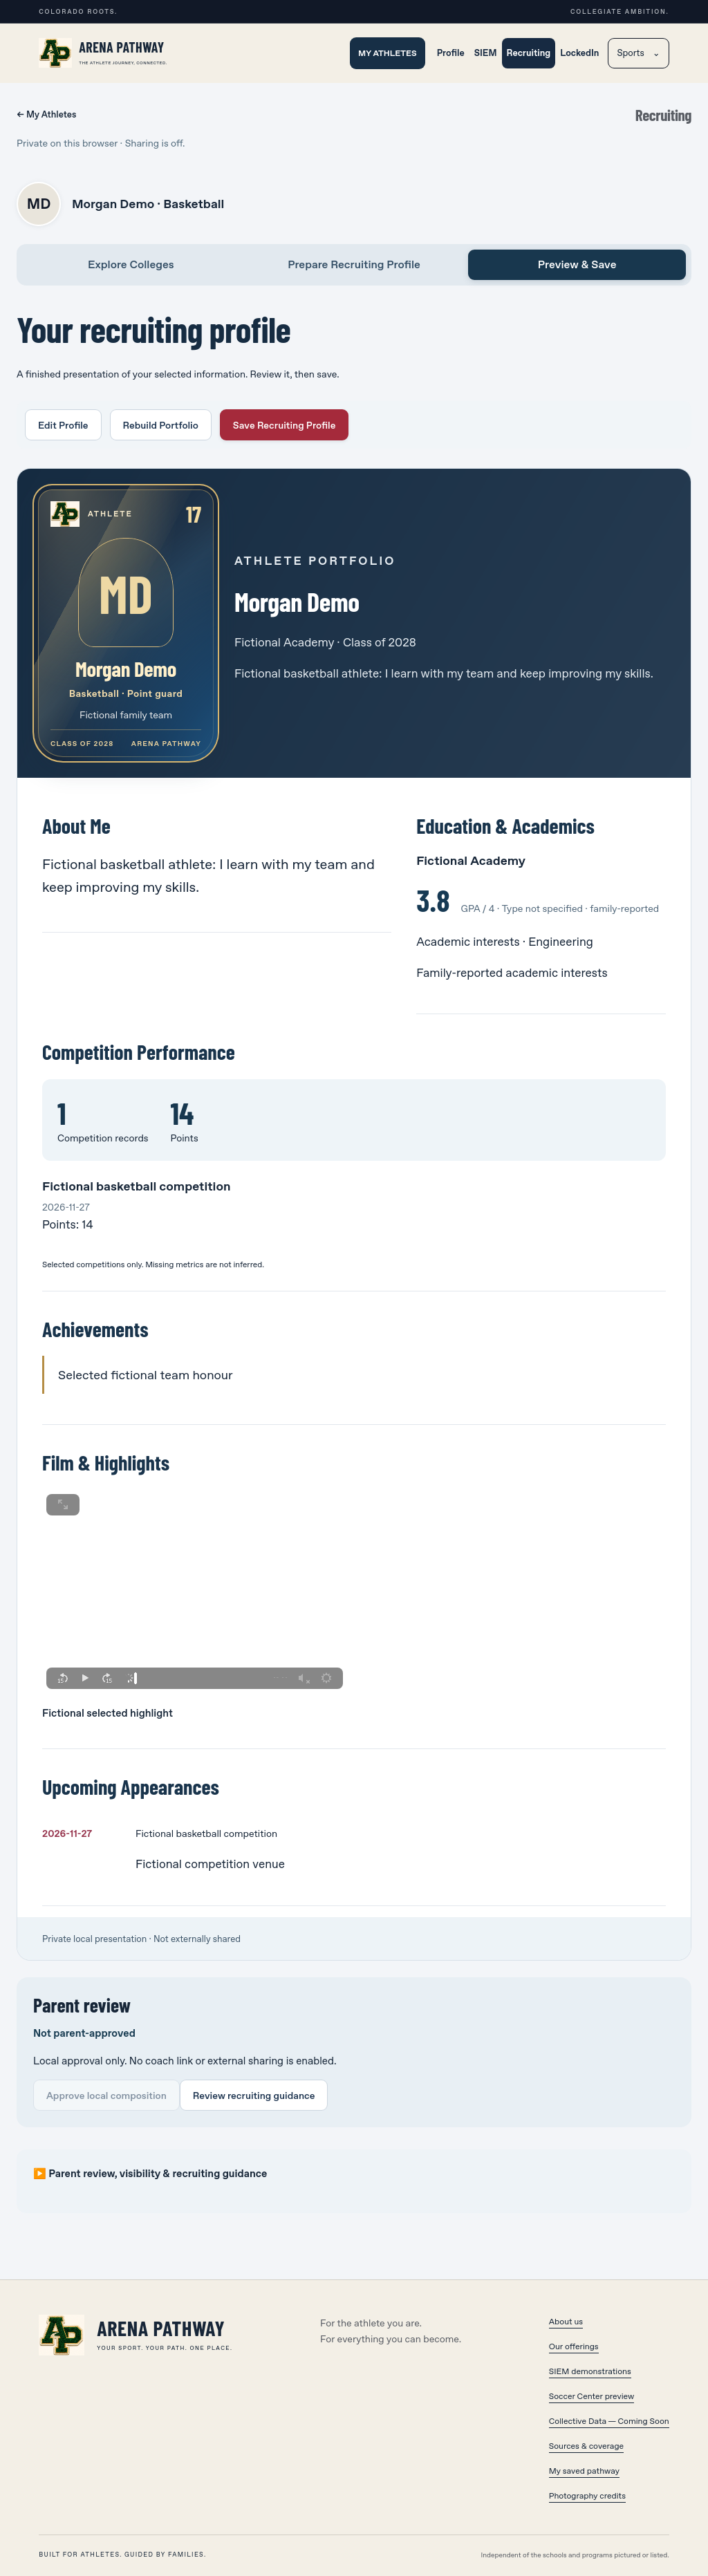 COLORADO ROOTS.
COLLEGIATE AMBITION.
AP
ARENA PATHWAY
THE ATHLETE JOURNEY, CONNECTED.
MY ATHLETES
Profile
SIEM
Recruiting
LockedIn
Sports
← My Athletes
Recruiting
Private on this browser · Sharing is off.
MD
Morgan Demo · Basketball
Explore Colleges
Prepare Recruiting Profile
Preview & Save
Your recruiting profile
A finished presentation of your selected information. Review it, then save.
Edit Profile
Rebuild Portfolio
Save Recruiting Profile
AP
ATHLETE
17
MD
Morgan Demo
Basketball · Point guard
Fictional family team
CLASS OF 2028
ARENA PATHWAY
ATHLETE PORTFOLIO
Morgan Demo
Fictional Academy · Class of 2028
Fictional basketball athlete: I learn with my team and keep improving my skills.
About Me
Fictional basketball athlete: I learn with my team and
keep improving my skills.
Education & Academics
Fictional Academy
3.8 GPA / 4 · Type not specified · family-reported
Academic interests · Engineering
Family-reported academic interests
Competition Performance
1
Competition records
14
Points
Fictional basketball competition
2026-11-27
Points: 14
Selected competitions only. Missing metrics are not inferred.
Achievements
Selected fictional team honour
Film & Highlights
15
15
Fictional selected highlight
Upcoming Appearances
2026-11-27
Fictional basketball competition
Fictional competition venue
Private local presentation · Not externally shared
Parent review
Not parent-approved
Local approval only. No coach link or external sharing is enabled.
Approve local composition
Review recruiting guidance
▶ Parent review, visibility & recruiting guidance
AP
ARENA PATHWAY
YOUR SPORT. YOUR PATH. ONE PLACE.
For the athlete you are.
For everything you can become.
About us
Our offerings
SIEM demonstrations
Soccer Center preview
Collective Data — Coming Soon
Sources & coverage
My saved pathway
Photography credits
BUILT FOR ATHLETES. GUIDED BY FAMILIES.
Independent of the schools and programs pictured or listed.